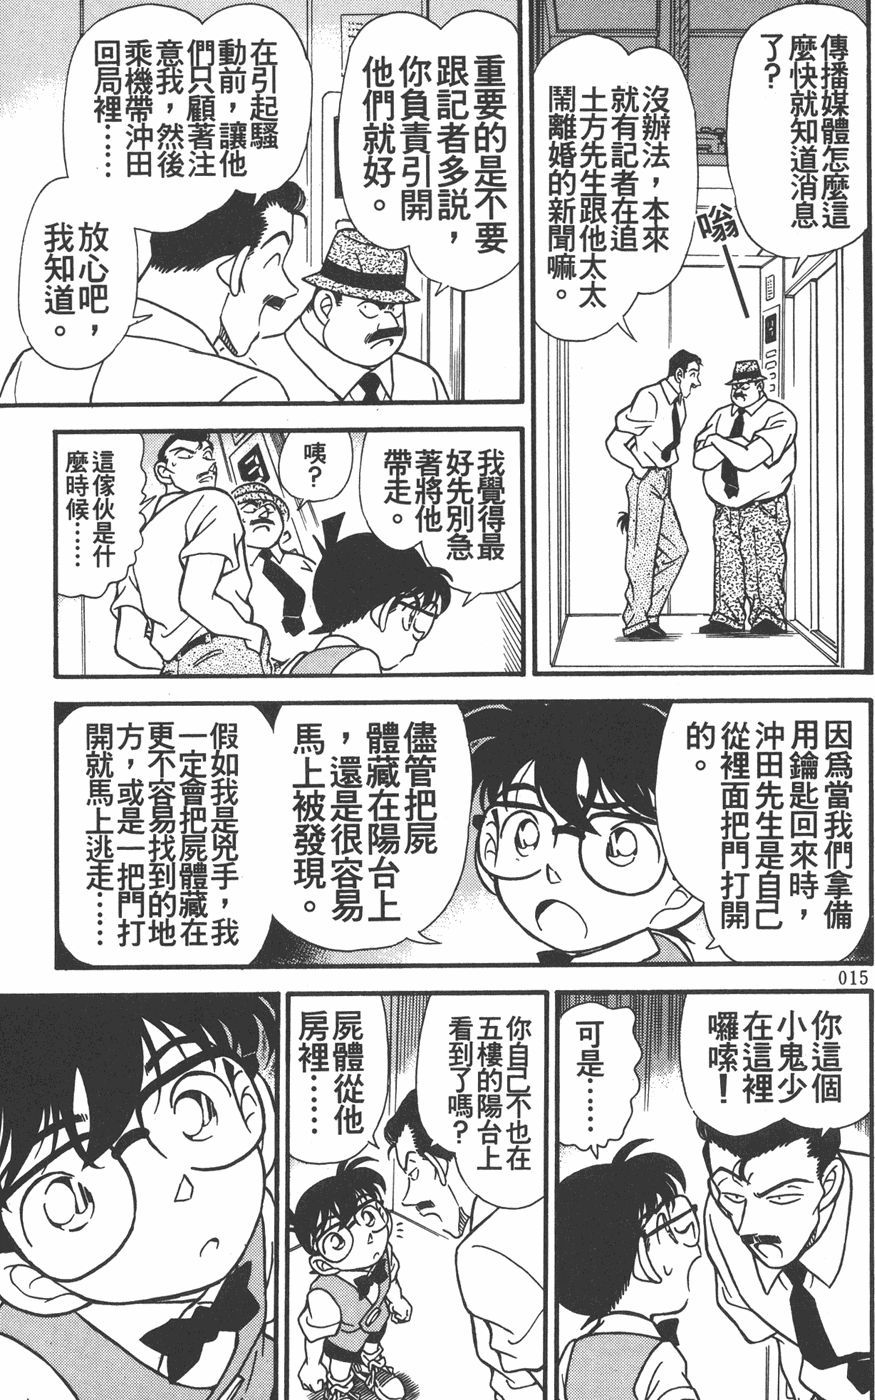 傳播媒體怎麼這
麼快就知道消息
了？
沒辦法，本來
就有記者在追
土方先生跟他太太
鬧離婚的新聞嘛。
嗡
重要的是不要
跟記者多說，
你負責引開
他們就好。
在引起騷
動前，讓他
們只顧著注
意我，然後
乘機帶沖田
回局裡……
放心吧，
我知道。
我覺得最
好先別急
著將他
帶走。
咦？
這傢伙是什
麼時候……
因為當我們拿備
用鑰匙回來時，
沖田先生是自己
從裡面把門打開
的。
儘管把屍
體藏在陽台上
，還是很容易
馬上被發現。
假如我是兇手，我
一定會把屍體藏在
更不容易找到的地
方，或是一把門打
開就馬上逃走……
015
你這個
小鬼少
在這裡
囉嗦！
可是……
你自己不也在
五樓的陽台上
看到了嗎？
屍體從他
房裡……